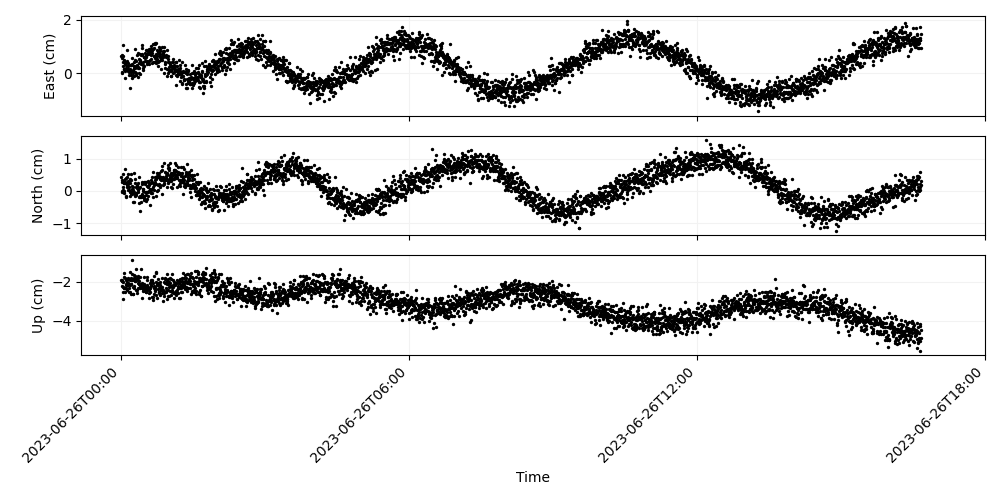 East (cm)
2
0
North (cm)
1
0
−1
Up (cm)
−2
−4
2023-06-26T00:00
2023-06-26T06:00
2023-06-26T12:00
2023-06-26T18:00
Time